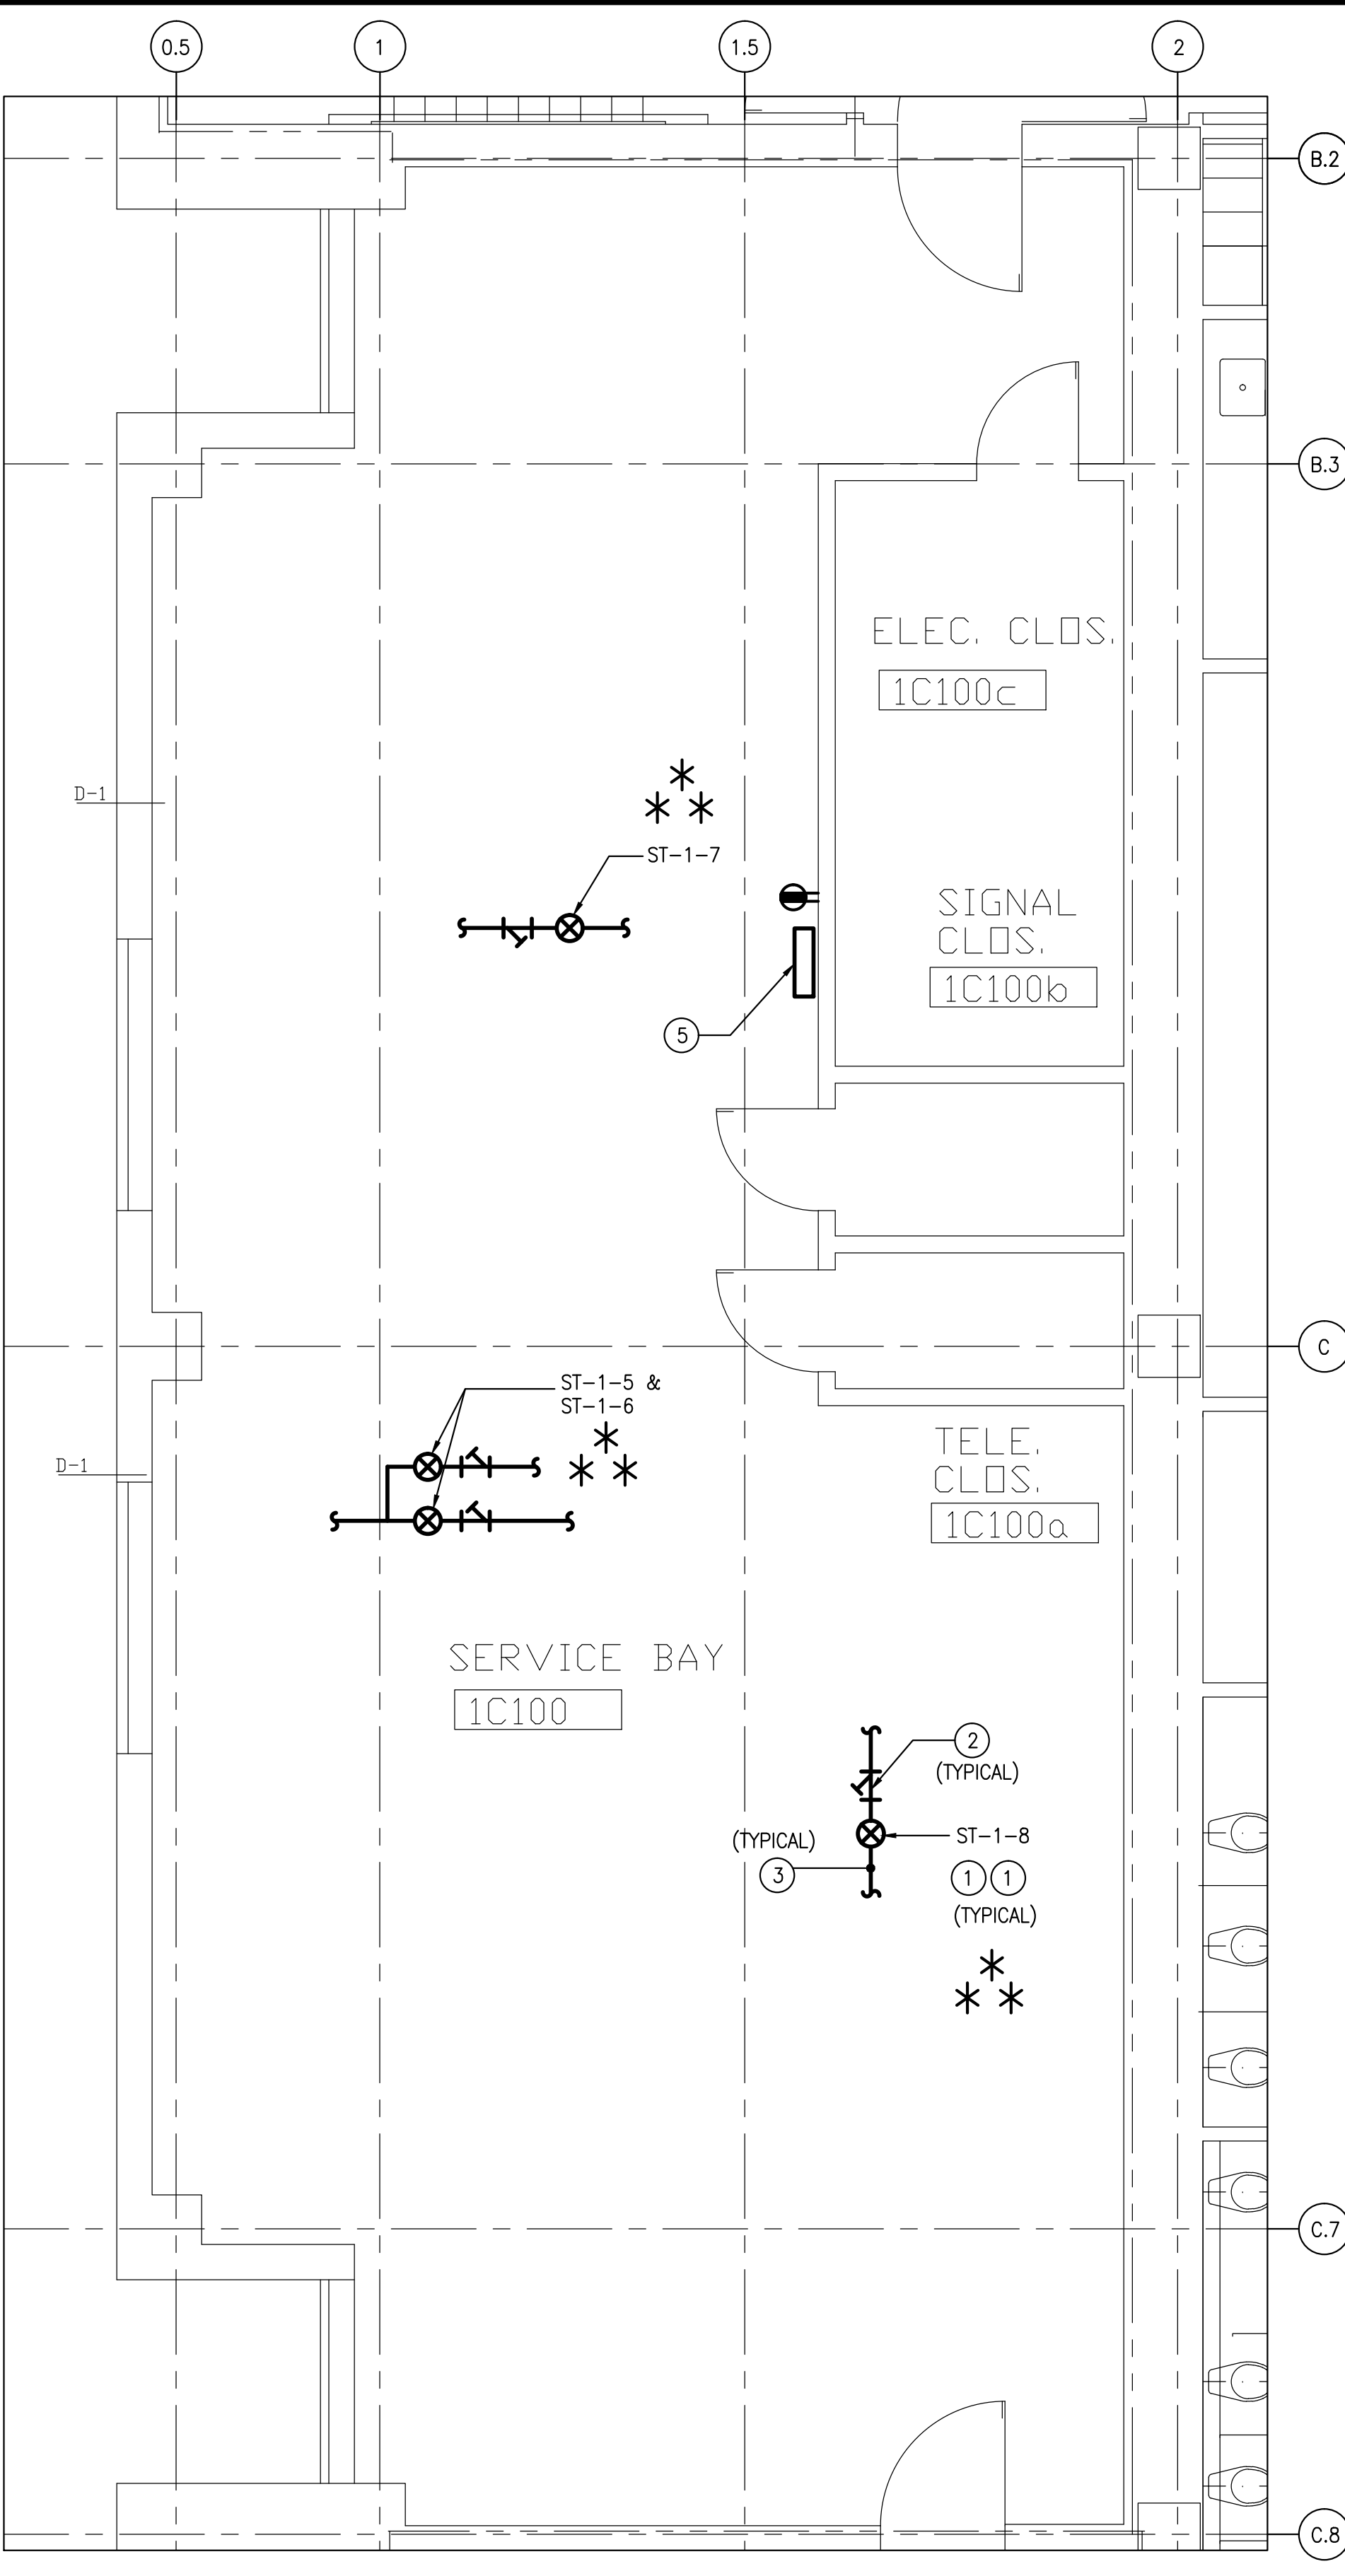 0.5
1
1.5
2
B.2
B.3
ELEC. CLOS.
1C100c
D-1
ST-1-7
SIGNAL
CLOS.
1C100b
5
C
ST-1-5 &
ST-1-6
TELE.
CLOS.
1C100a
D-1
SERVICE BAY
1C100
2
(TYPICAL)
(TYPICAL)
ST-1-8
3
1 1
(TYPICAL)
C.7
C.8